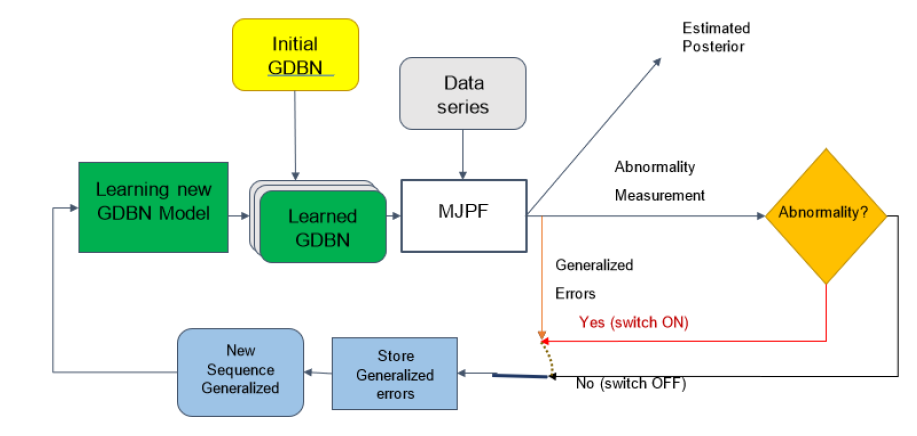 Initial
GDBN
Data
series
Estimated
Posterior
Learning new
GDBN Model
Learned
GDBN
MJPF
Abnormality
Measurement
Abnormality?
Generalized
Errors
Yes (switch ON)
No (switch OFF)
Store
Generalized
errors
New
Sequence
Generalized